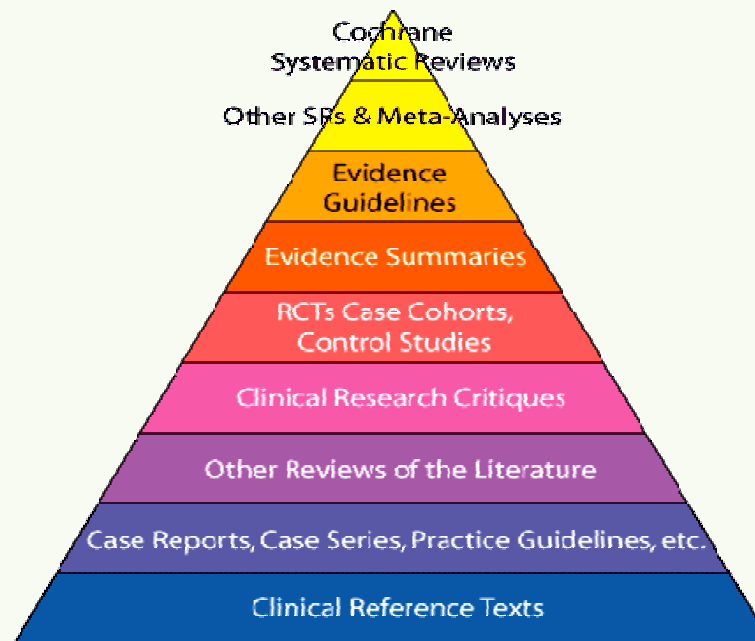 Cochrane
Systematic Reviews
Other SRs & Meta-Analyses
Evidence
Guidelines
Evidence Summaries
RCTs Case Cohorts,
Control Studies
Clinical Research Critiques
Other Reviews of the Literature
Case Reports, Case Series, Practice Guidelines, etc.
Clinical Reference Texts